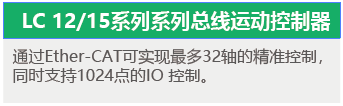 LC 12/15系列系列总线运动控制器
通过Ether-CAT可实现最多32轴的精准控制，
同时支持1024点的IO 控制。